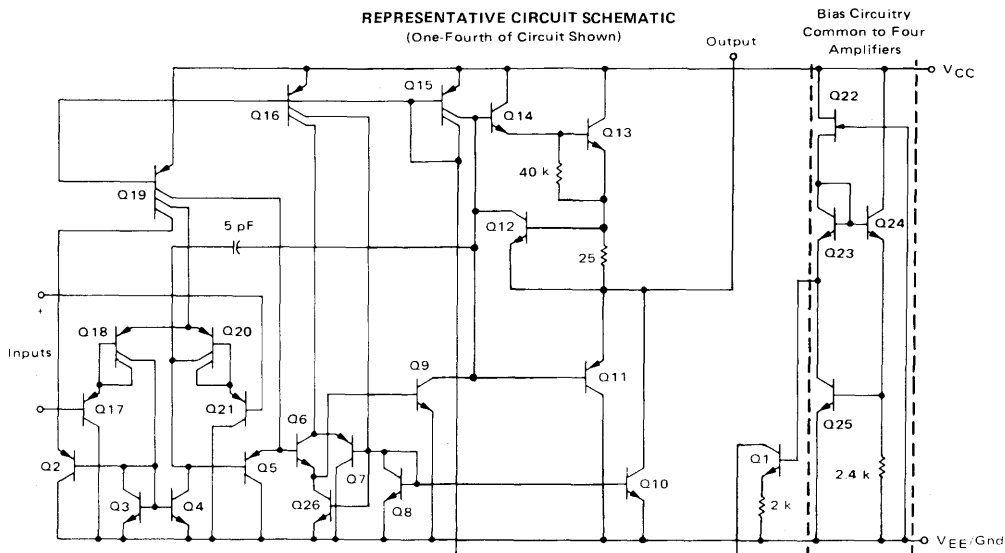 REPRESENTATIVE CIRCUIT SCHEMATIC
(One-Fourth of Circuit Shown)
Bias Circuitry
Common to Four
Amplifiers
Output
VCC
Q15
Q16
Q14
Q13
Q22
40 k
Q19
Q12
Q23
Q24
5 pF
25
+
Q18
Q20
Inputs
Q9
Q11
Q17
Q21
Q25
Q6
Q2
Q5
Q7
Q1
2.4 k
Q3
Q4
Q26
Q8
Q10
2 k
VEE/Gnd